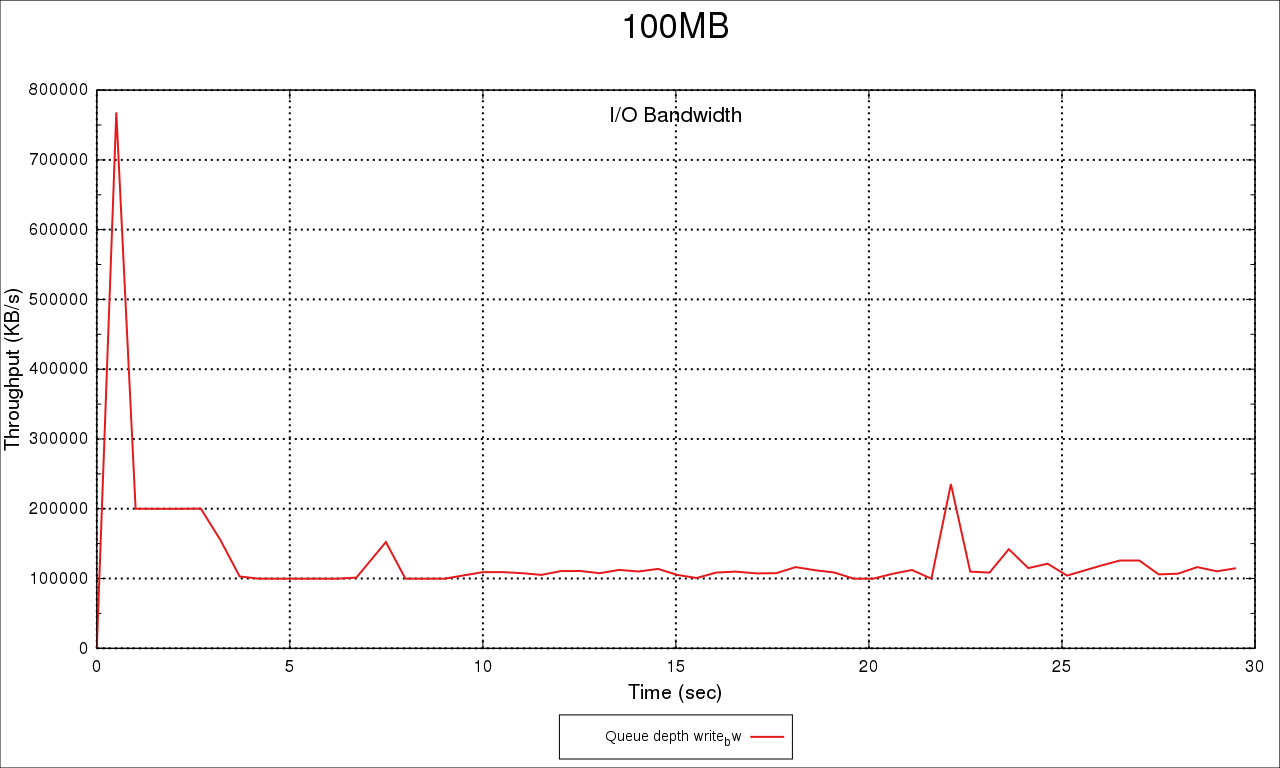 100MB
I/O Bandwidth
800000
700000
600000
500000
400000
300000
200000
100000
0
Throughput (KB/s)
0 5 10 15 20 25 30
Time (sec)
Queue depth write_bw